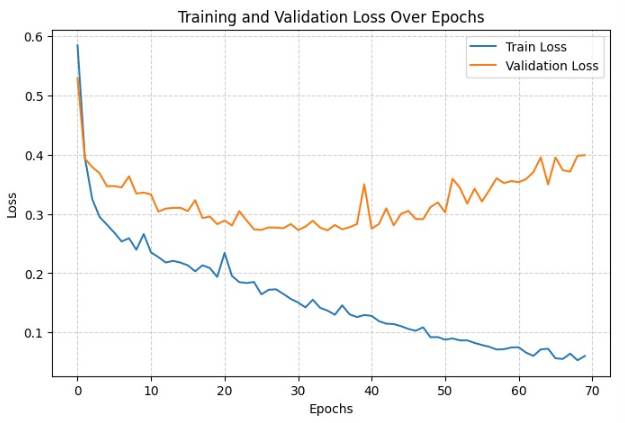 Training and Validation Loss Over Epochs
Train Loss
Validation Loss
0.6
0.5
0.4
0.3
0.2
0.1
Loss
0
10
20
30
40
50
60
70
Epochs